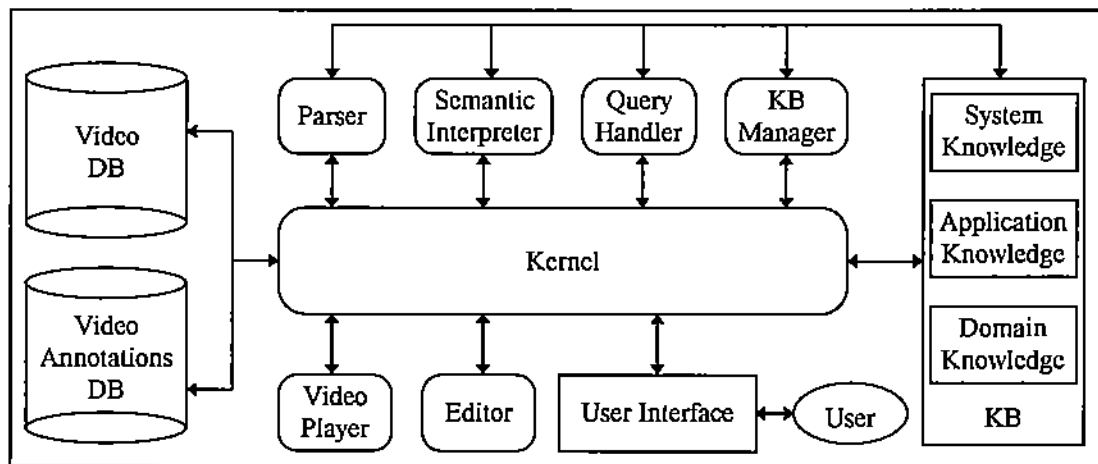 Video
DB
Video
Annotations
DB
Parser
Semantic
Interpreter
Query
Handler
KB
Manager
Kernel
Video
Player
Editor
User Interface
User
System
Knowledge
Application
Knowledge
Domain
Knowledge
KB